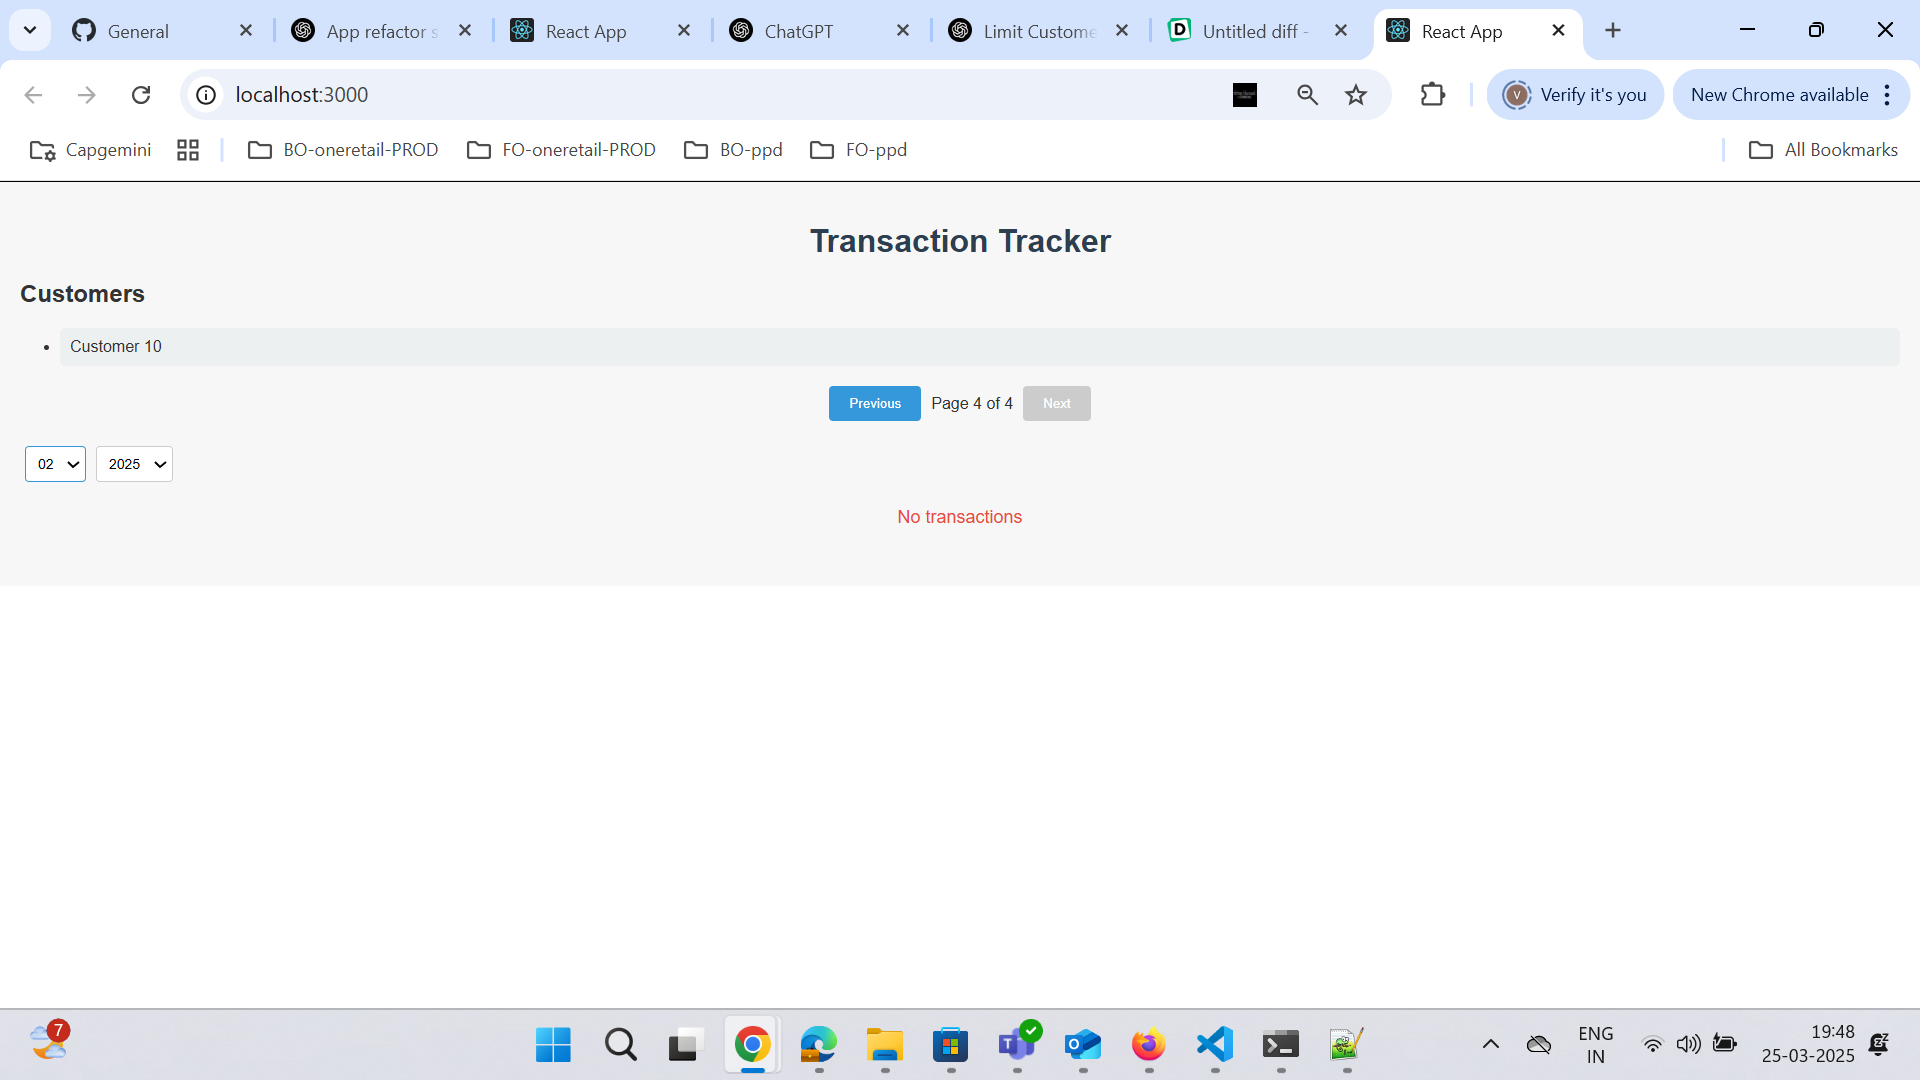 General
App refactor s
React App
ChatGPT
Limit Custome
Untitled diff -
React App
localhost:3000
Verify it's you
New Chrome available
Capgemini
BO-oneretail-PROD
FO-oneretail-PROD
BO-ppd
FO-ppd
All Bookmarks
Transaction Tracker
Customers
Customer 10
Previous
Page 4 of 4
Next
02
2025
No transactions
7
ENG
IN
19:48
25-03-2025